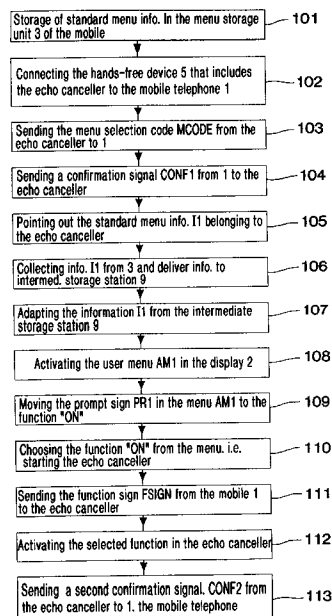 Storage of standard menu info. In the menu storage
unit 3 of the mobile
101
Connecting the hands-free device 5 that includes
the echo canceller to the mobile telephone 1
102
Sending the menu selection code MCODE from the
echo canceller to 1
103
Sending a confirmation signal CONF1 from 1 to the
echo canceller
104
Pointing out the standard menu info. I1 belonging to
the echo canceller
105
Collecting info. I1 from 3 and deliver info. to
intermed. storage station 9
106
Adapting the information I1 from the intermediate
storage station 9
107
Activating the user menu AM1 in the display 2
108
Moving the prompt sign PR1 in the menu AM1 to the
function "ON"
109
Choosing the function "ON" from the menu. i.e.
starting the echo canceller
110
Sending the function sign FSIGN from the mobile 1
to the echo canceller
111
Activating the selected function in the echo canceller
112
Sending a second confirmation signal. CONF2 from
the echo canceller to 1. the mobile telephone
113